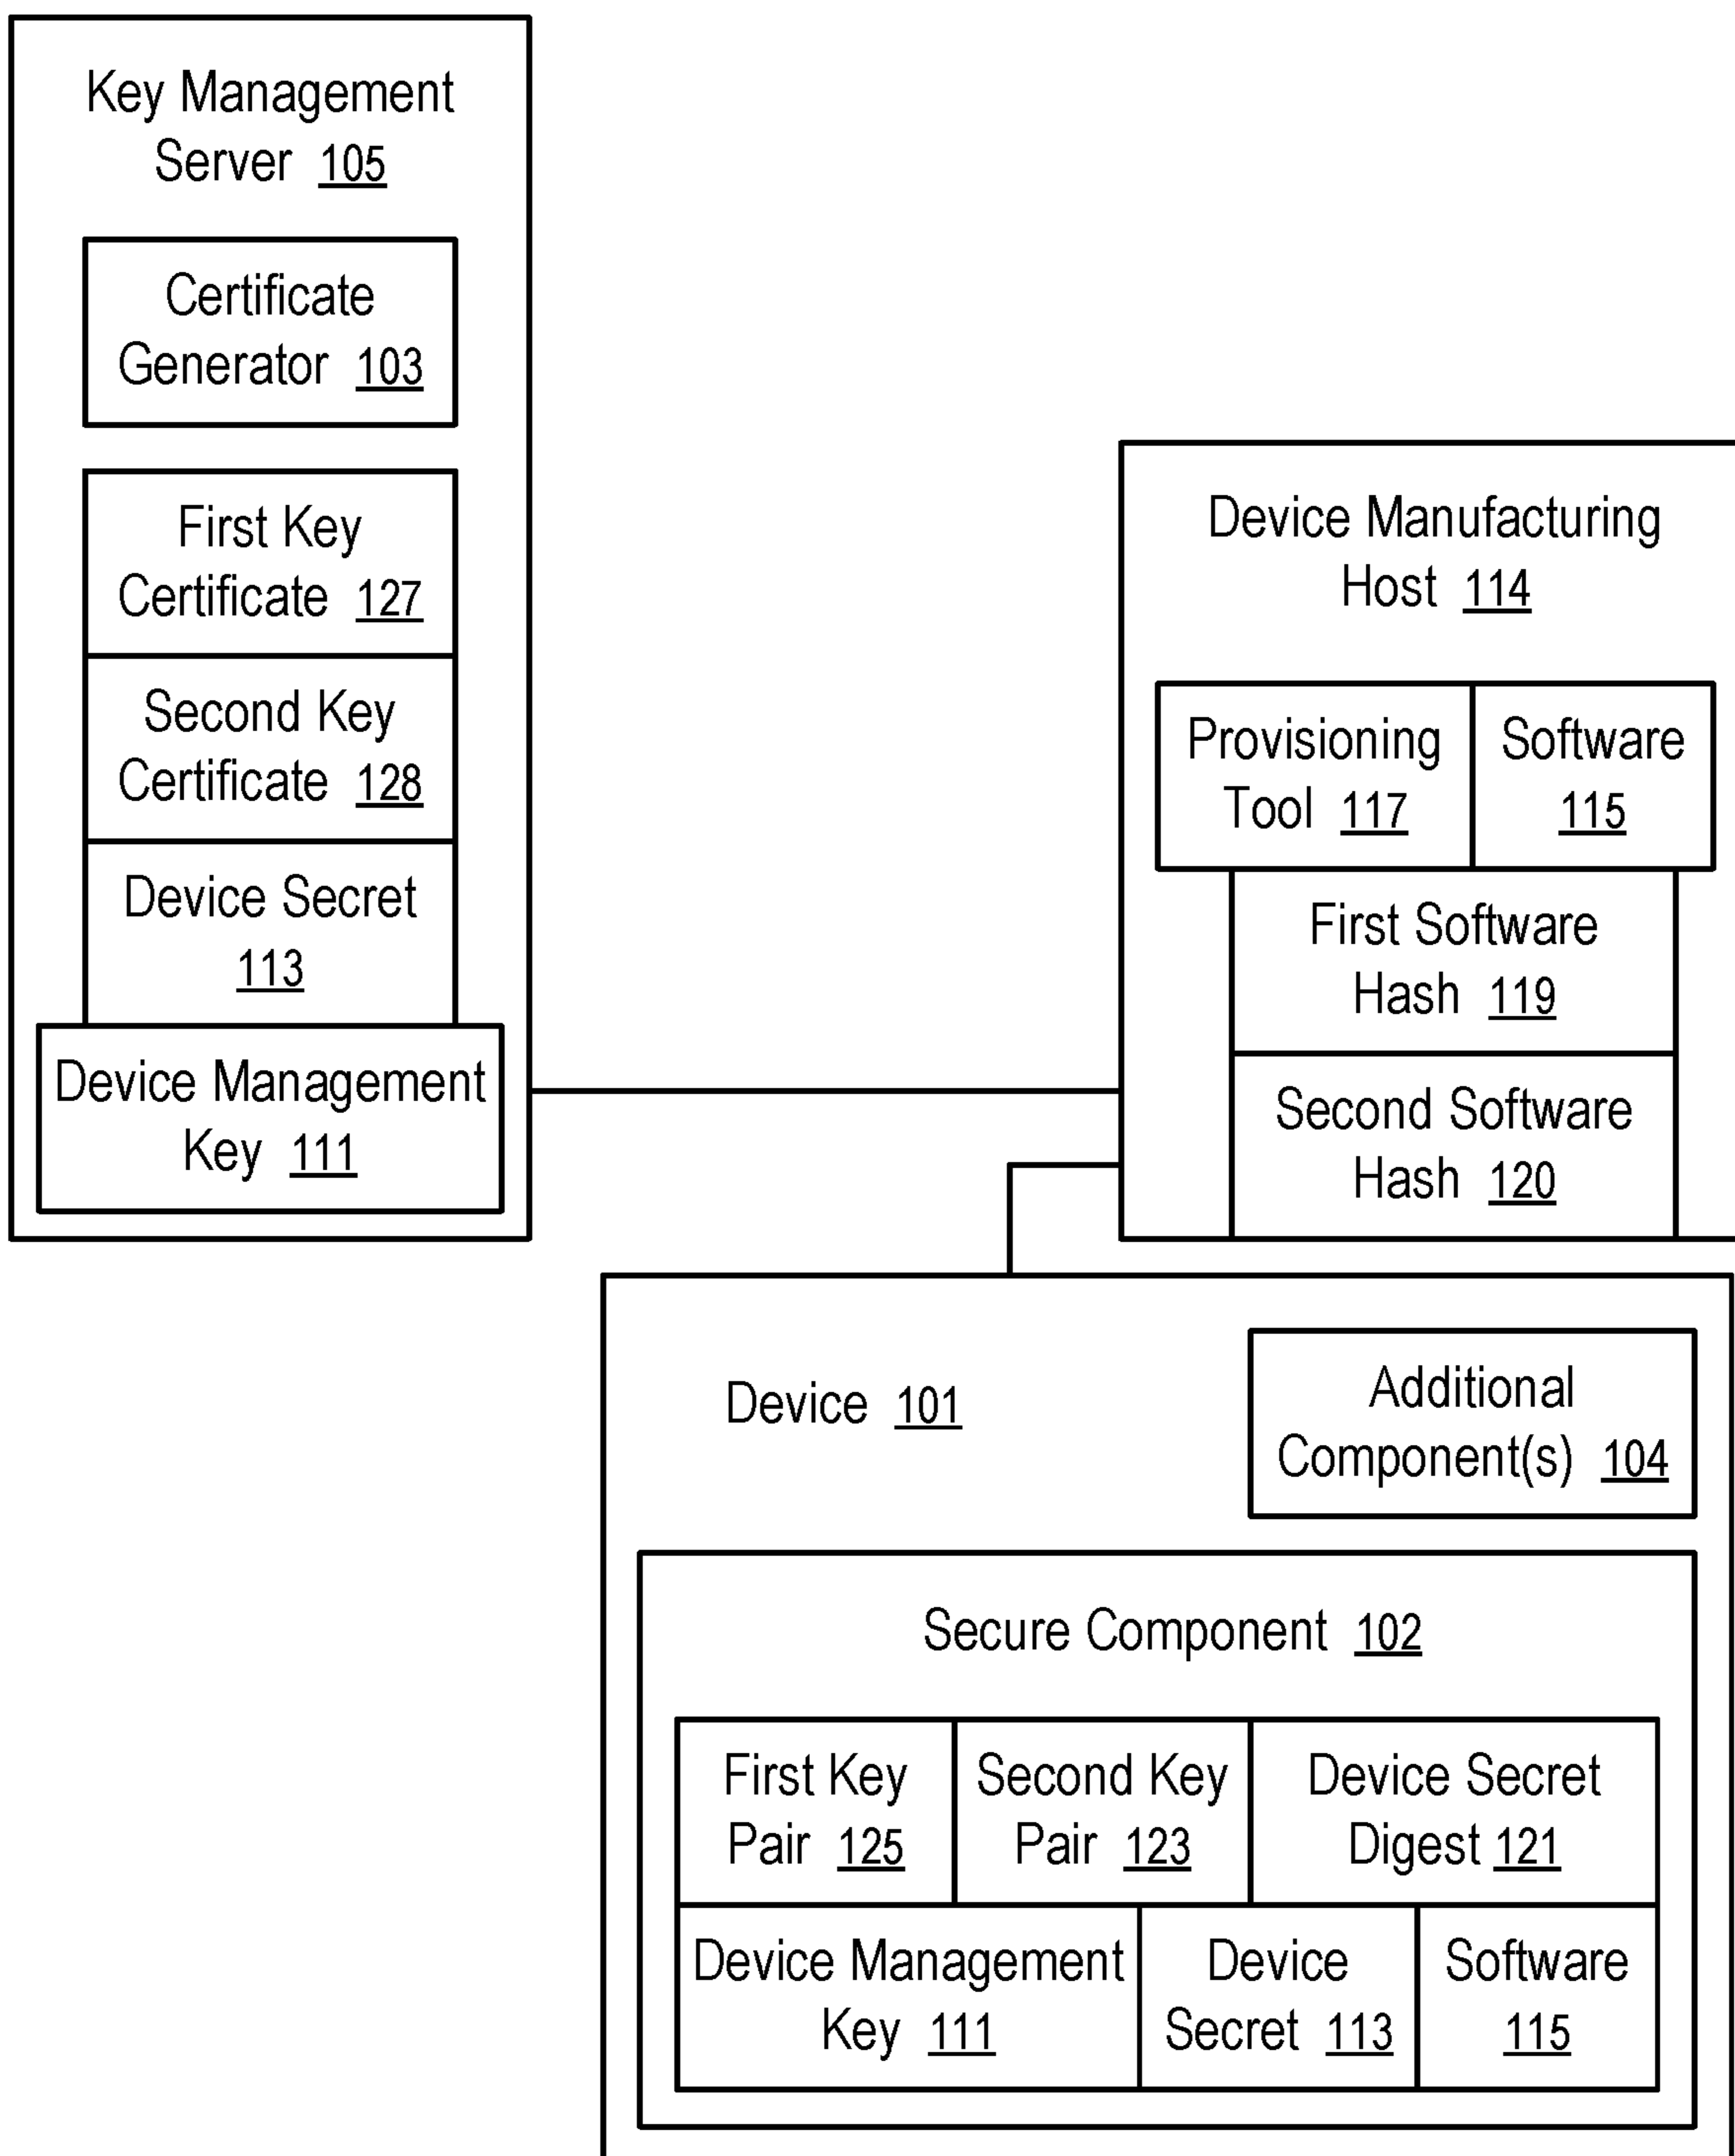 Key Management
Server 105
Certificate
Generator 103
First Key
Certificate 127
Second Key
Certificate 128
Device Secret
113
Device Management
Key 111
Device Manufacturing
Host 114
Provisioning
Tool 117
Software
115
First Software
Hash 119
Second Software
Hash 120
Device 101
Additional
Component(s) 104
Secure Component 102
First Key
Pair 125
Second Key
Pair 123
Device Secret
Digest 121
Device Management
Key 111
Device
Secret 113
Software
115